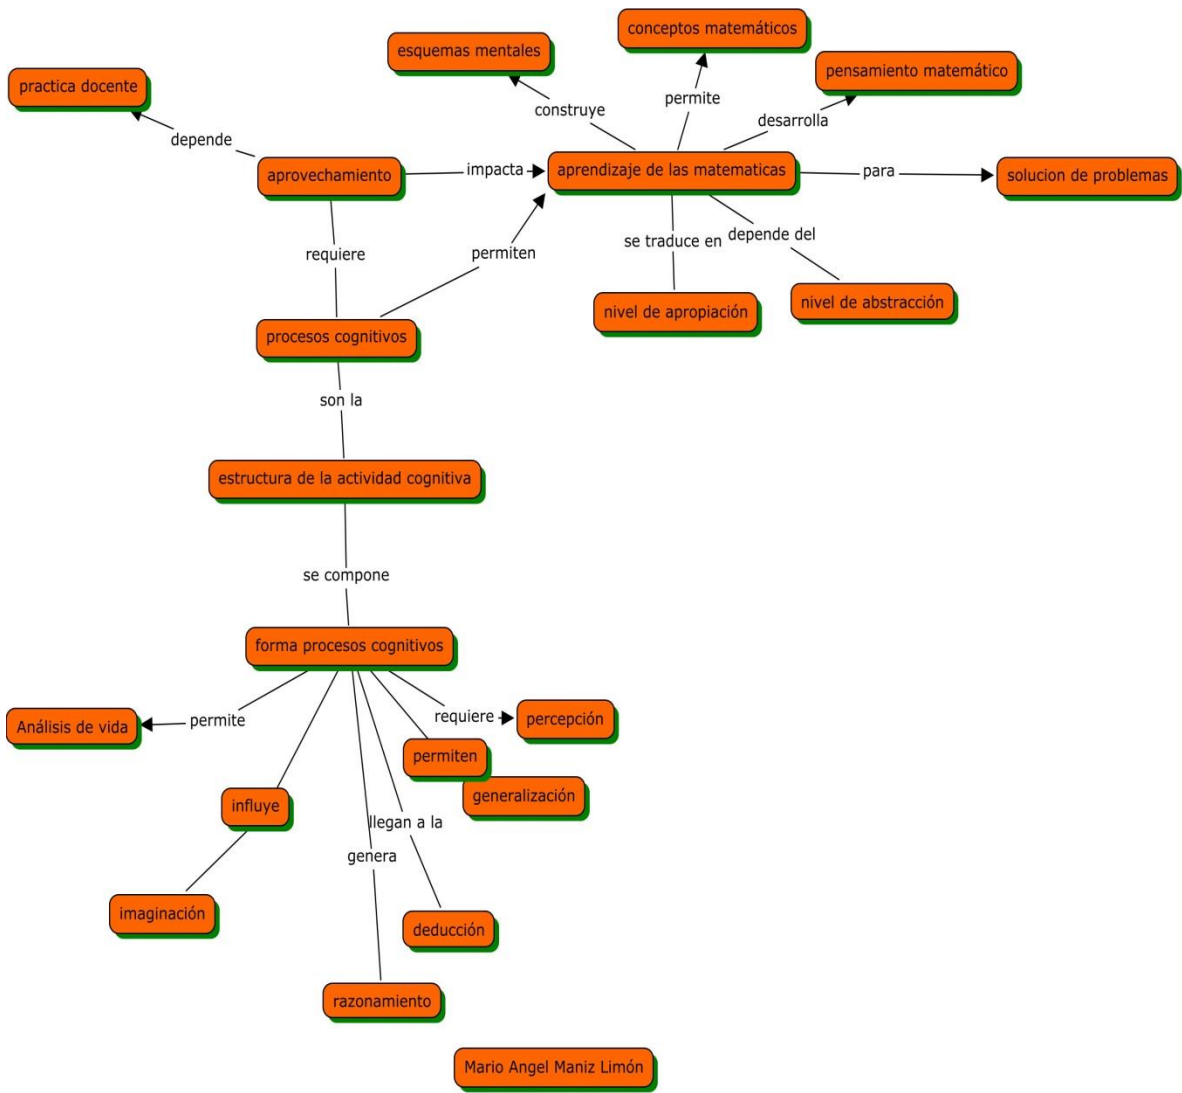 conceptos matemáticos
esquemas mentales
pensamiento matemático
practica docente
construye
permite
desarrolla
depende
aprovechamiento
impacta
aprendizaje de las matematicas
para
solucion de problemas
requiere
permiten
se traduce en
depende del
nivel de apropiación
nivel de abstracción
procesos cognitivos
son la
estructura de la actividad cognitiva
se compone
forma procesos cognitivos
Análisis de vida
permite
requiere
percepción
permiten
generalización
influye
llegan a la
genera
imaginación
deducción
razonamiento
Mario Angel Maniz Limón